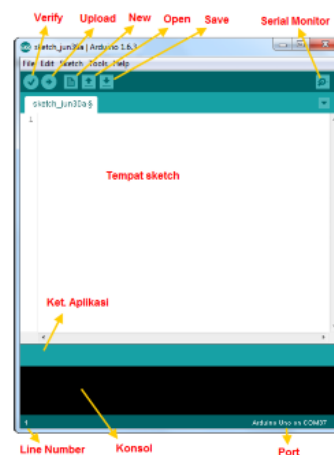 Verify Upload New Open Save Serial Monitor
sketch_jun30a | Arduino 1.6.3
File Edit Sketch Tools Help
sketch_jun30a §
1
Tempat sketch
Ket. Aplikasi
1 Arduino Uno on COM37
Line Number Konsol Port